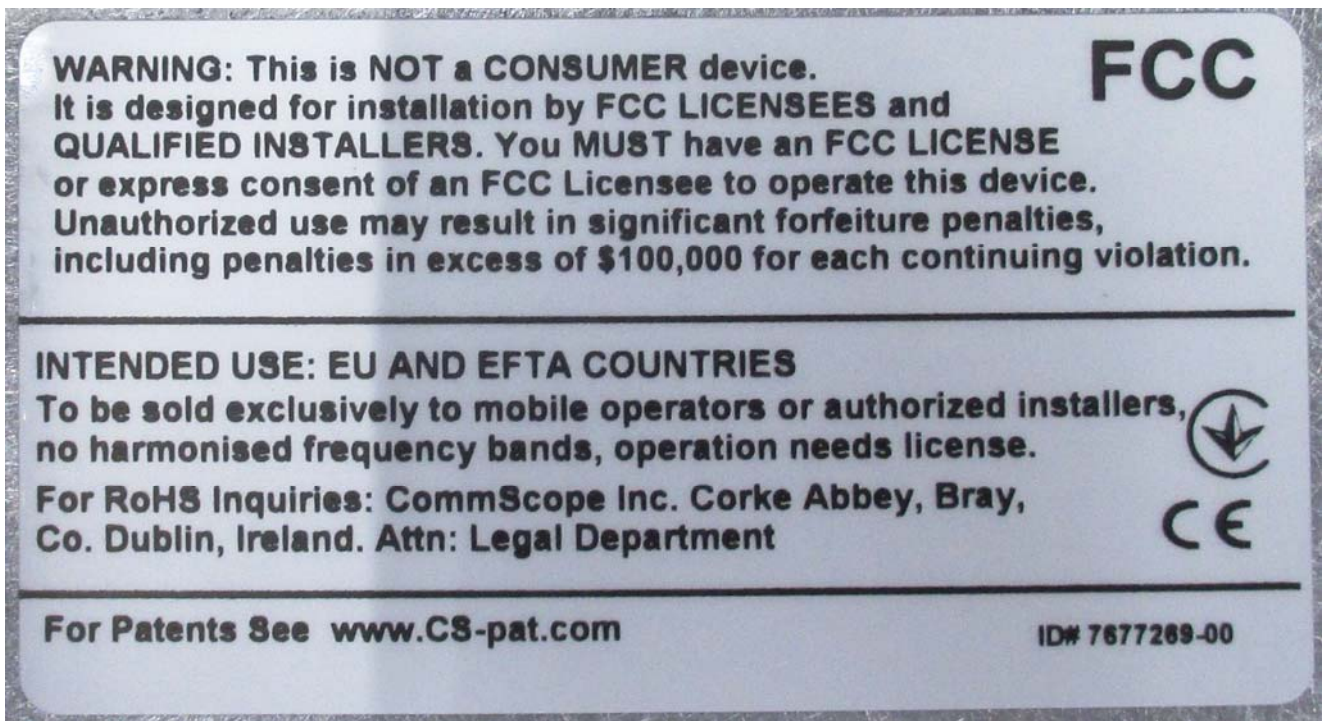 WARNING: This is NOT a CONSUMER device.
FCC
It is designed for installation by FCC LICENSEES and
QUALIFIED INSTALLERS. You MUST have an FCC LICENSE
or express consent of an FCC Licensee to operate this device.
Unauthorized use may result in significant forfeiture penalties,
including penalties in excess of $100,000 for each continuing violation.
INTENDED USE: EU AND EFTA COUNTRIES
To be sold exclusively to mobile operators or authorized installers,
no harmonised frequency bands, operation needs license.
For RoHS Inquiries: CommScope Inc. Corke Abbey, Bray,
Co. Dublin, Ireland. Attn: Legal Department
CE
For Patents See www.CS-pat.com
ID# 7677269-00